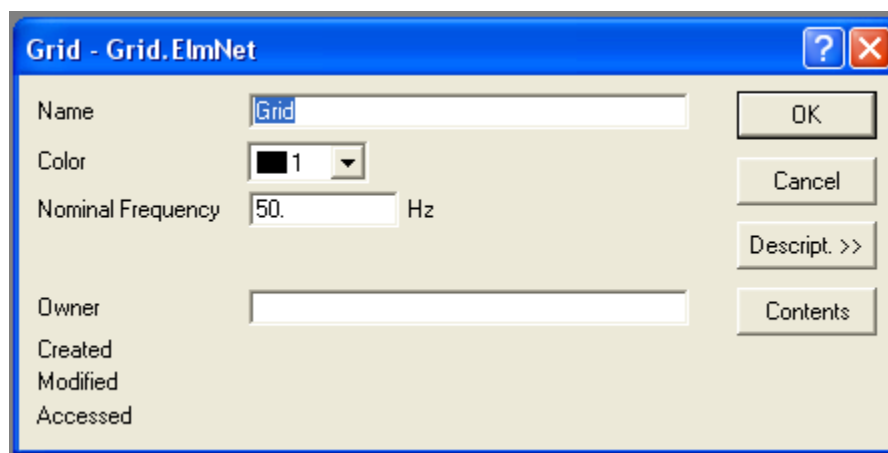 Grid - Grid.ElmNet
?
Name Grid OK
Color 1
Cancel
Nominal Frequency 50. Hz
Descript. >>
Owner Contents
Created
Modified
Accessed